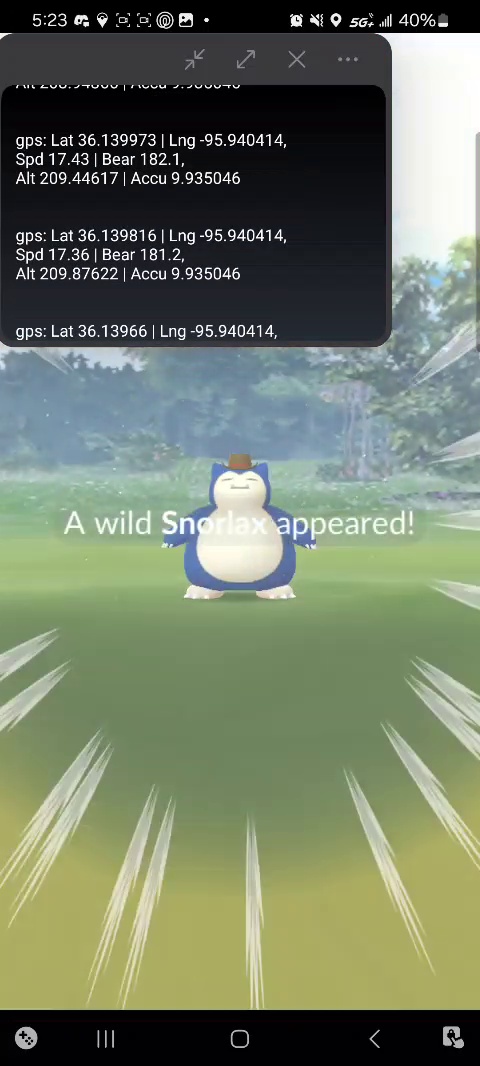 5:23
5G+
40%
gps: Lat 36.139973 | Lng -95.940414,
Spd 17.43 | Bear 182.1,
Alt 209.44617 | Accu 9.935046
gps: Lat 36.139816 | Lng -95.940414,
Spd 17.36 | Bear 181.2,
Alt 209.87622 | Accu 9.935046
gps: Lat 36.13966 | Lng -95.940414,
A wild Snorlax appeared!